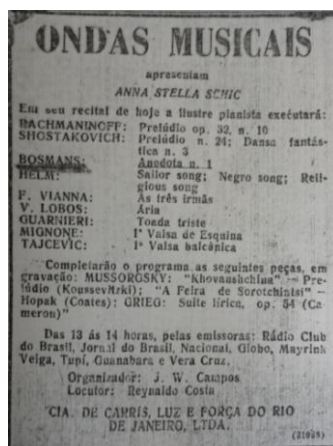 ONDAS MUSICAIS
apresentam
ANNA STELLA SCHIC
Em seu recital de hoje a ilustre pianista executará:
RACHMANINOFF: Prelúdio op. 32, n. 10
SHOSTAKOVICH: Prelúdio n. 24; Dansa fantás-
tica n. 3
BOSMANS: Anedota n. 1
HELM: Sailor song; Negro song; Reli-
gious song
F. VIANNA: As três irmãs
V. LOBOS: Ária
GUARNIERI: Toada triste
MIGNONE: 1ª Valsa de Esquina
TAJCEVIC: 1ª Valsa balcânica
Completarão o programa as seguintes peças, em
gravação: MUSSORGSKY: "Khovanshchina" — Pre-
lúdio (Koussevitzki); "A Feira de Sorotchintsi" —
Hopak (Coates); GRIEG: Suite lírica, op. 54 (Ca-
meron)"
Das 13 ás 14 horas, pelas emissoras: Rádio Club
do Brasil, Jornal do Brasil, Nacional, Globo, Mayrink
Veiga, Tupí, Guanabara e Vera Cruz.
Organizador: J. W. Campos
Locutor: Reynaldo Costa
CIA. DE CARRIS, LUZ E FORÇA DO RIO
DE JANEIRO, LTDA.